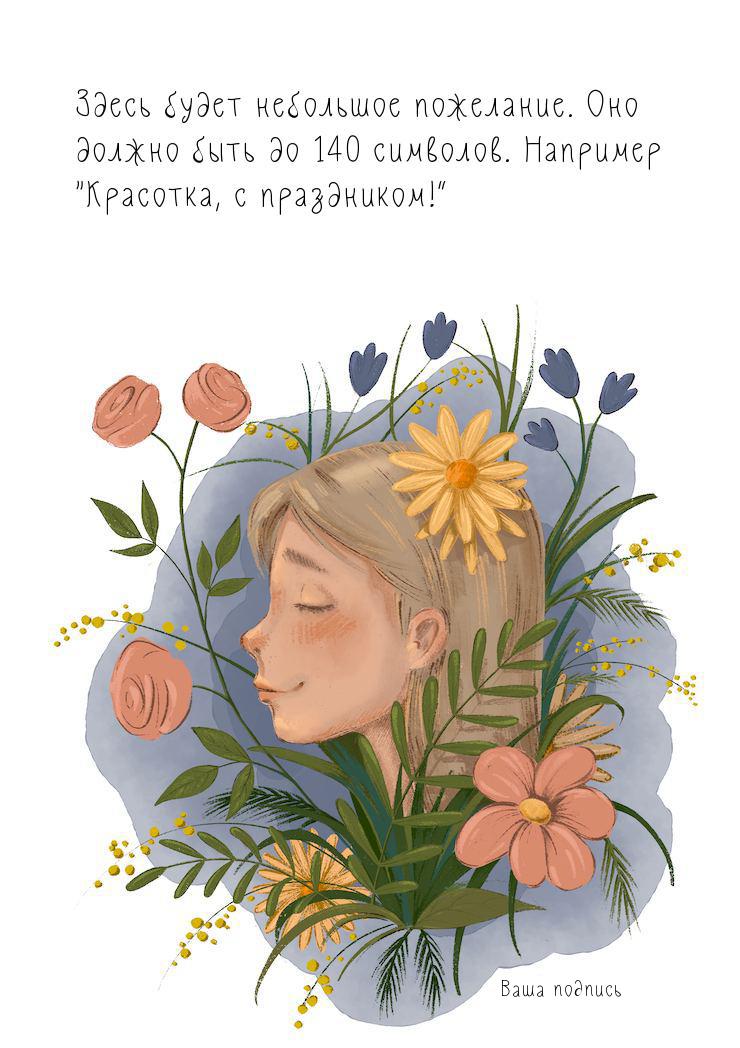 Здесь будет небольшое пожелание. Оно
должно быть до 140 символов. Например
"Красотка, с праздником!"
Ваша подпись